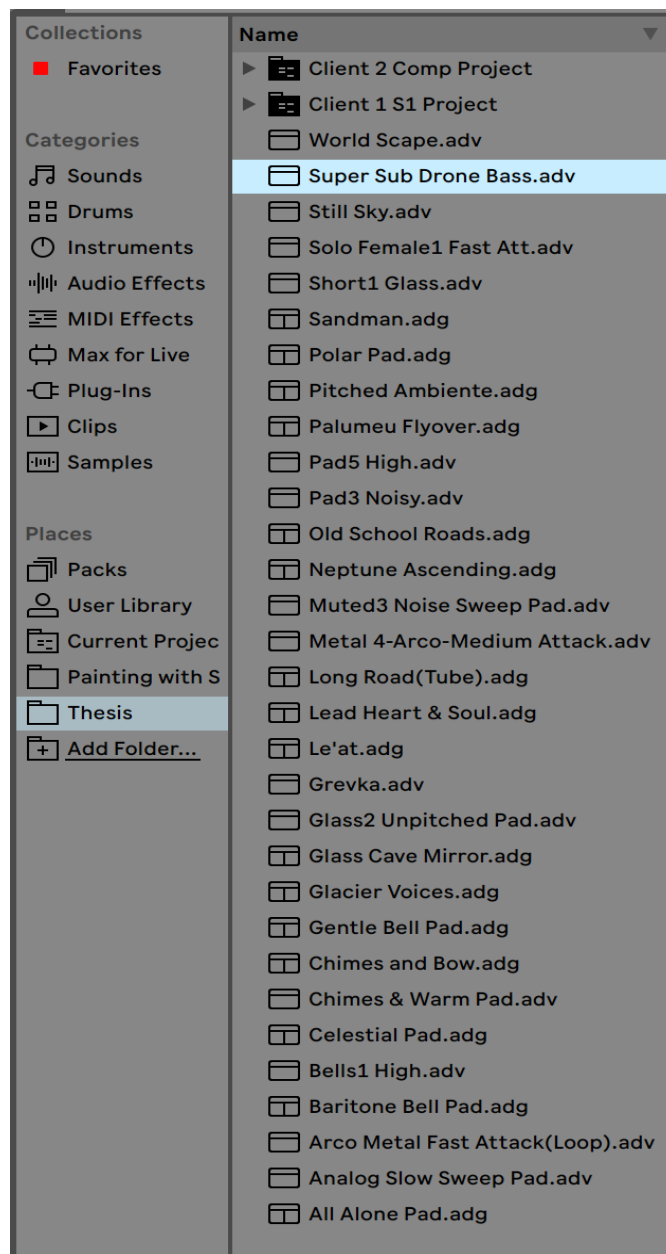 Collections
Favorites
Categories
Sounds
Drums
Instruments
Audio Effects
MIDI Effects
Max for Live
Plug-Ins
Clips
Samples
Places
Packs
User Library
Current Projec
Painting with S
Thesis
Add Folder...
Name
Client 2 Comp Project
Client 1 S1 Project
World Scape.adv
Super Sub Drone Bass.adv
Still Sky.adv
Solo Female1 Fast Att.adv
Short1 Glass.adv
Sandman.adg
Polar Pad.adg
Pitched Ambiente.adg
Palumeu Flyover.adg
Pad5 High.adv
Pad3 Noisy.adv
Old School Roads.adg
Neptune Ascending.adg
Muted3 Noise Sweep Pad.adv
Metal 4-Arco-Medium Attack.adv
Long Road(Tube).adg
Lead Heart & Soul.adg
Le'at.adg
Grevka.adv
Glass2 Unpitched Pad.adv
Glass Cave Mirror.adg
Glacier Voices.adg
Gentle Bell Pad.adg
Chimes and Bow.adg
Chimes & Warm Pad.adv
Celestial Pad.adg
Bells1 High.adv
Baritone Bell Pad.adg
Arco Metal Fast Attack(Loop).adv
Analog Slow Sweep Pad.adv
All Alone Pad.adg